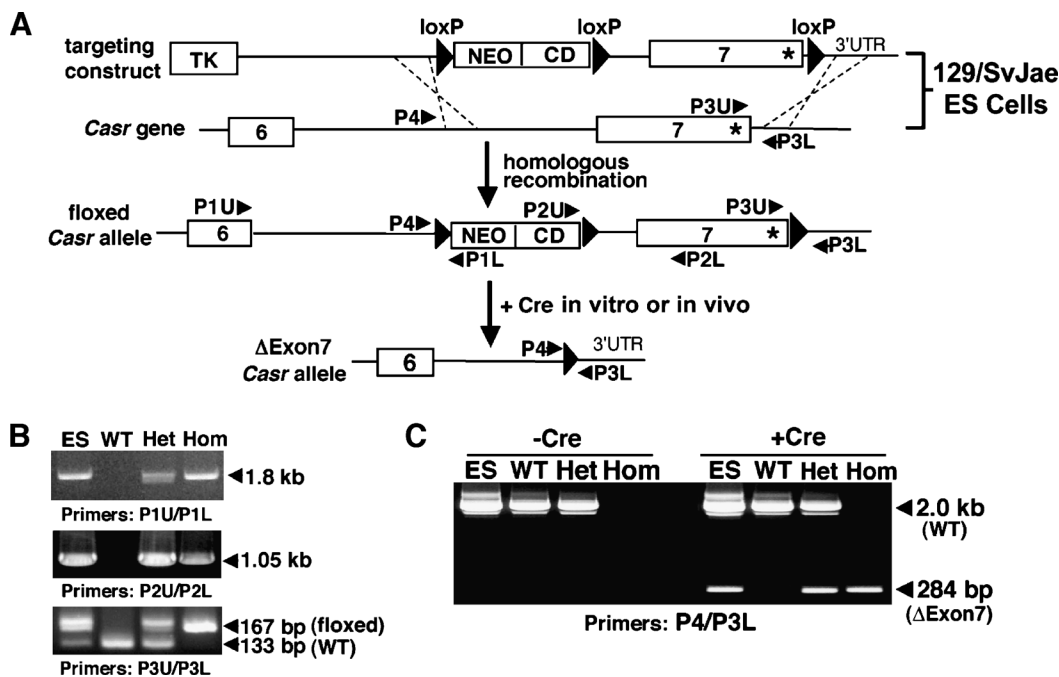 A
loxP loxP loxP
targeting construct TK NEO CD 7 * 3'UTR
129/SvJae ES Cells
Casr gene 6 P4 P3U 7 * P3L
homologous recombination
floxed Casr allele P1U 6 P4 NEO CD P1L P2U 7 * P2L P3U P3L
+ Cre in vitro or in vivo
ΔExon7 Casr allele 6 P4 3'UTR P3L
B
ES WT Het Hom
1.8 kb
Primers: P1U/P1L
1.05 kb
Primers: P2U/P2L
167 bp (floxed)
133 bp (WT)
Primers: P3U/P3L
C
-Cre +Cre
ES WT Het Hom ES WT Het Hom
2.0 kb
(WT)
284 bp
(ΔExon7)
Primers: P4/P3L